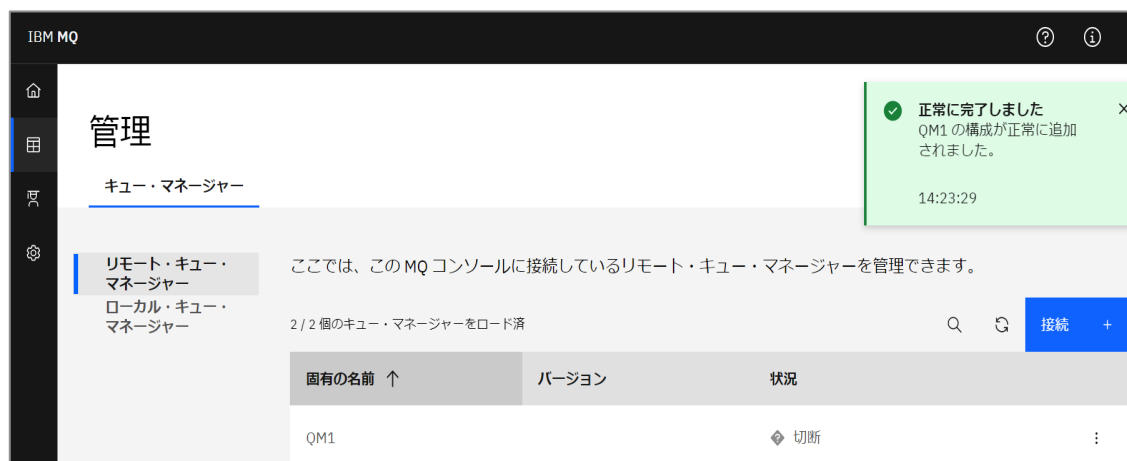 IBM MQ
管理
正常に完了しました
QM1 の構成が正常に追加
されました。
14:23:29
キュー・マネージャー
リモート・キュー・
マネージャー
ローカル・キュー・
マネージャー
ここでは、この MQ コンソールに接続しているリモート・キュー・マネージャーを管理できます。
2 / 2 個のキュー・マネージャーをロード済
接続 +
固有の名前 ↑ バージョン 状況
QM1 切断